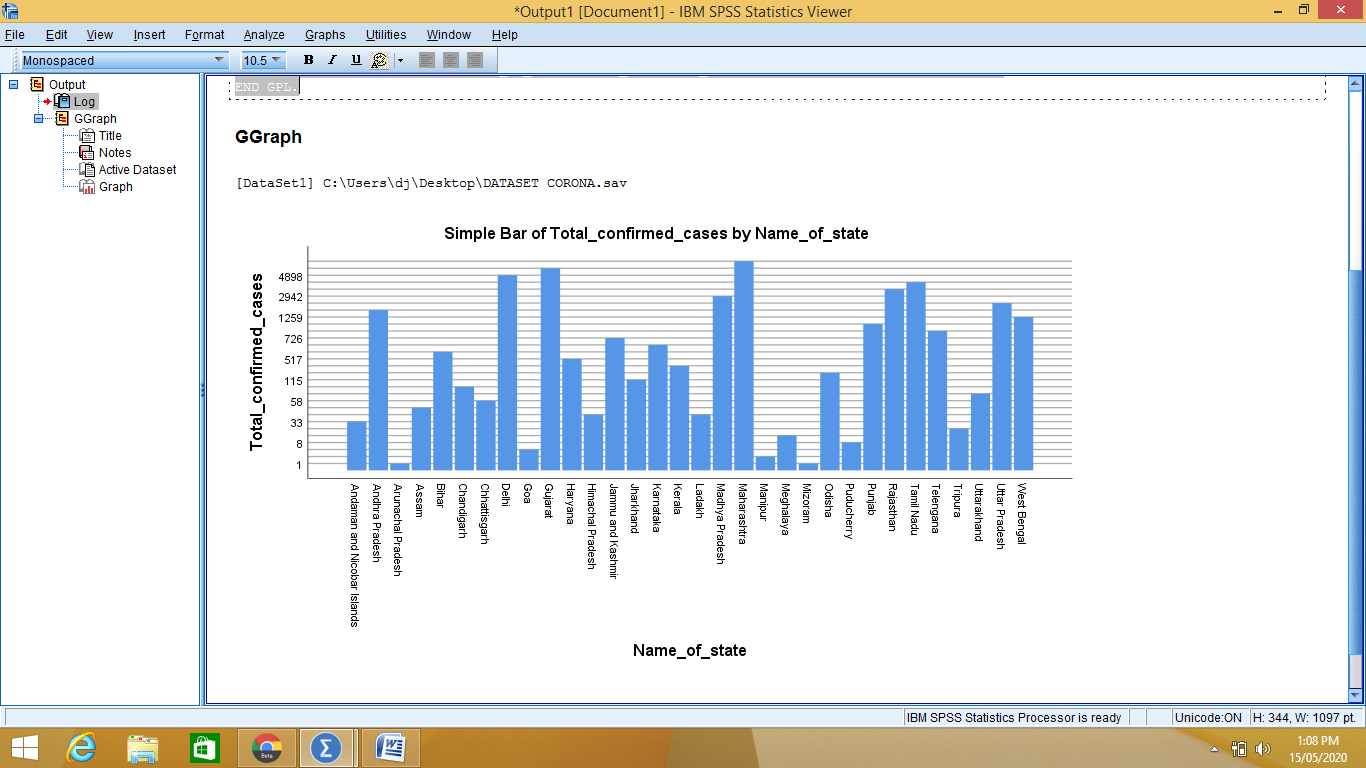 *Output1 [Document1] - IBM SPSS Statistics Viewer
File Edit View Insert Format Analyze Graphs Utilities Window Help
Monospaced 10.5 B I U
Output
Log
GGraph
Title
Notes
Active Dataset
Graph
END GPL.
GGraph
[DataSet1] C:\Users\dj\Desktop\DATASET CORONA.sav
Simple Bar of Total_confirmed_cases by Name_of_state
Total_confirmed_cases
4898
2942
1259
726
517
115
58
33
8
1
Andaman and Nicobar Islands
Andhra Pradesh
Arunachal Pradesh
Assam
Bihar
Chandigarh
Chhattisgarh
Delhi
Goa
Gujarat
Haryana
Himachal Pradesh
Jammu and Kashmir
Jharkhand
Karnataka
Kerala
Ladakh
Madhya Pradesh
Maharashtra
Manipur
Meghalaya
Mizoram
Odisha
Puducherry
Punjab
Rajasthan
Tamil Nadu
Telengana
Tripura
Uttarakhand
Uttar Pradesh
West Bengal
Name_of_state
IBM SPSS Statistics Processor is ready Unicode:ON H: 344, W: 1097 pt.
Beta
1:08 PM
15/05/2020